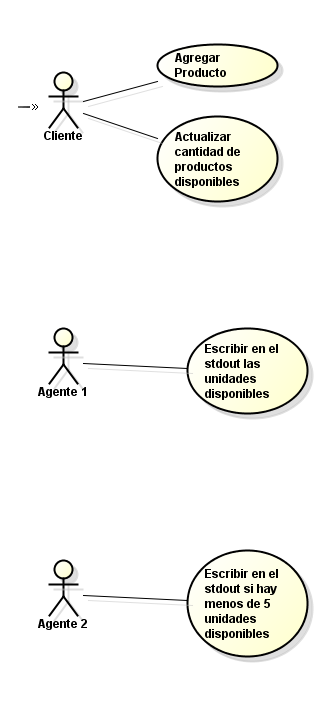 Agregar
Producto
Cliente
Actualizar
cantidad de
productos
disponibles
Escribir en el
stdout las
unidades
disponibles
Agente 1
Escribir en el
stdout si hay
menos de 5
unidades
disponibles
Agente 2